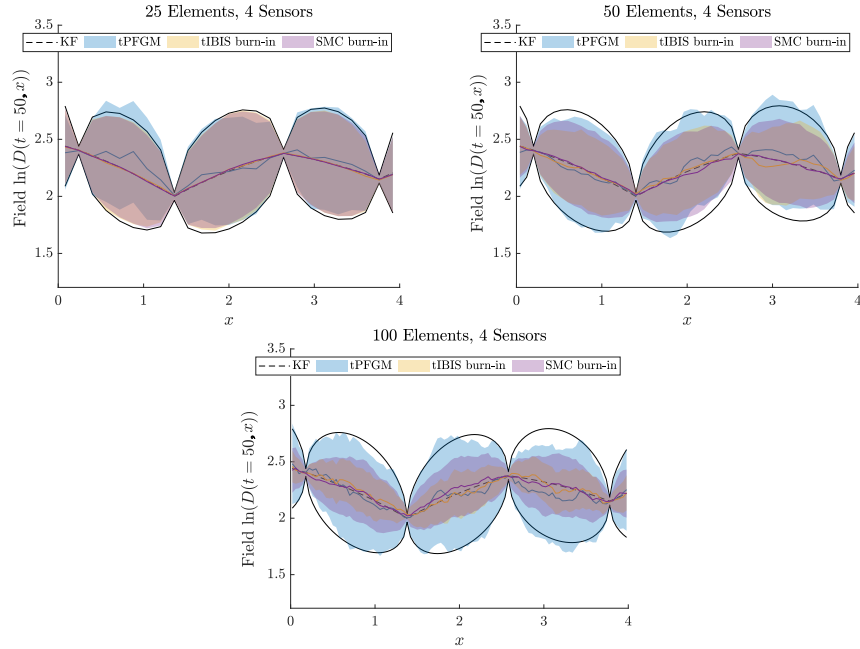 25 Elements, 4 Sensors
3.5
KF tPFGM tIBIS burn-in SMC burn-in
3
2.5
2
1.5
Field ln(D(t = 50, x))
0 1 2 3 4
x
50 Elements, 4 Sensors
3.5
KF tPFGM tIBIS burn-in SMC burn-in
3
2.5
2
1.5
Field ln(D(t = 50, x))
0 1 2 3 4
x
100 Elements, 4 Sensors
3.5
KF tPFGM tIBIS burn-in SMC burn-in
3
2.5
2
1.5
Field ln(D(t = 50, x))
0 1 2 3 4
x